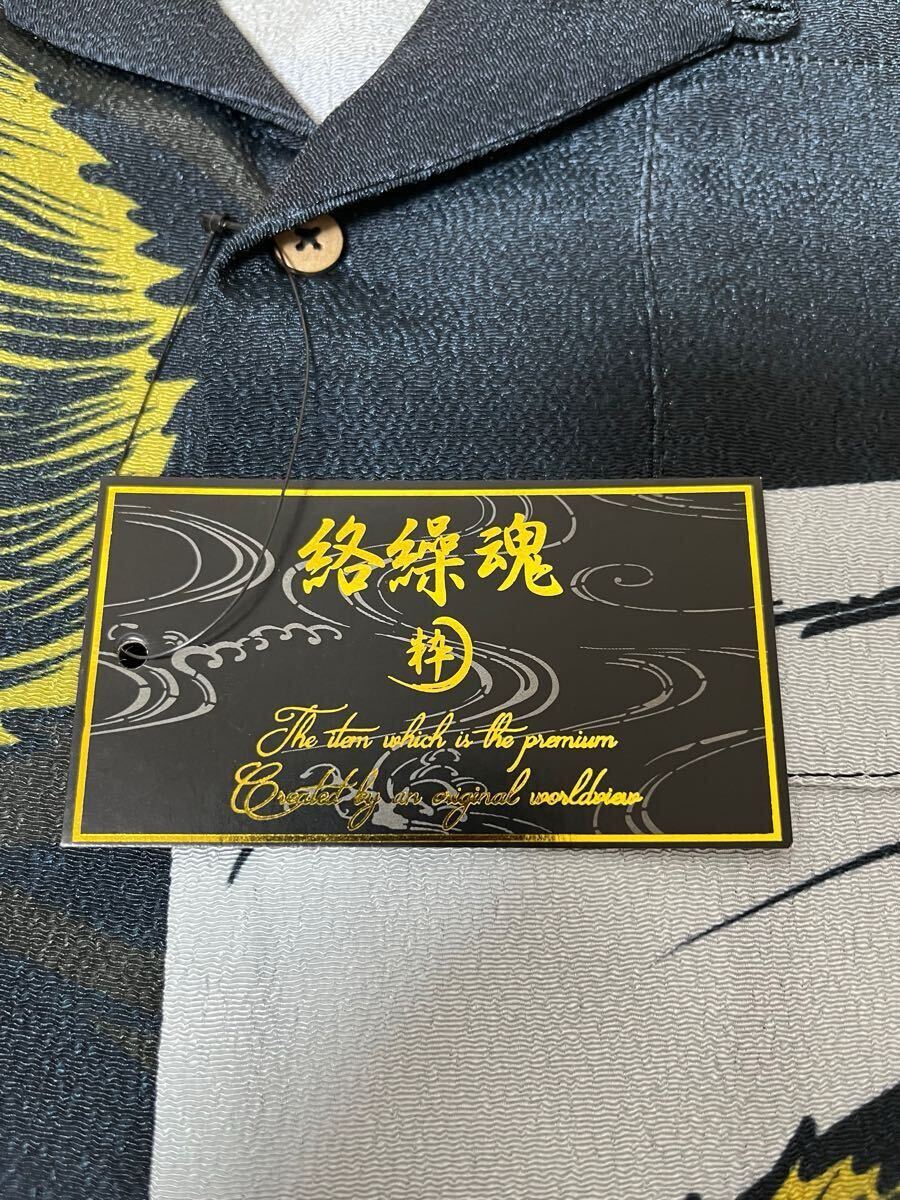 絡繰魂
粋
The item which is the premium
Created by an original worldview